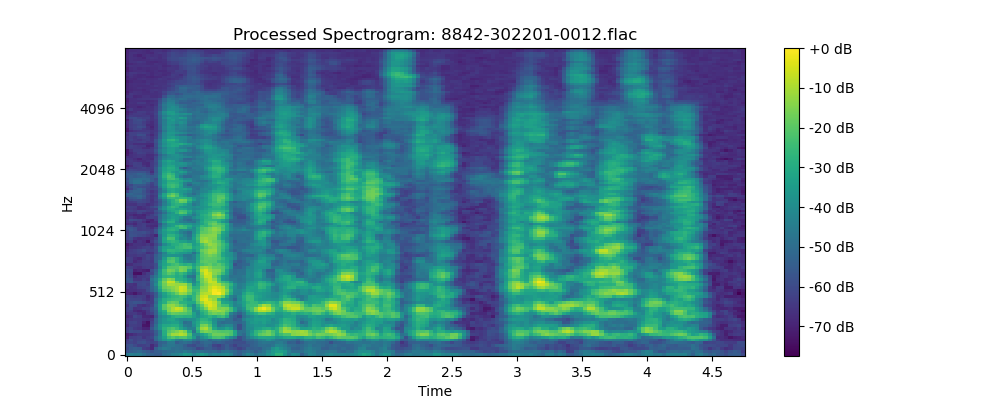 Processed Spectrogram: 8842-302201-0012.flac
Hz
4096
2048
1024
512
0
0 0.5 1 1.5 2 2.5 3 3.5 4 4.5
Time
+0 dB
-10 dB
-20 dB
-30 dB
-40 dB
-50 dB
-60 dB
-70 dB